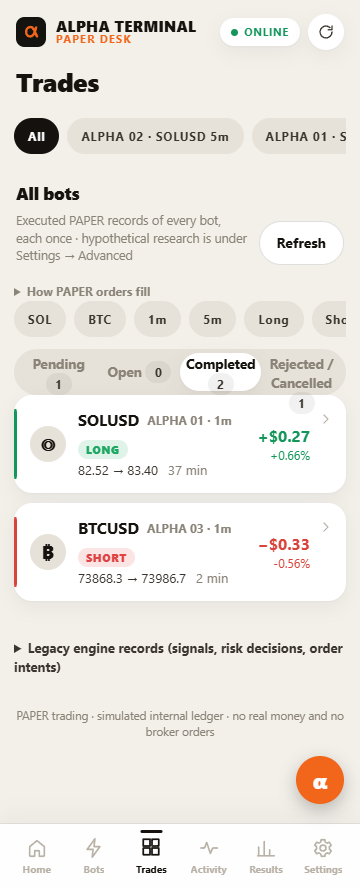 α ALPHA TERMINAL
PAPER DESK
ONLINE
Trades
All
ALPHA 02 · SOLUSD 5m
ALPHA 01 · S
All bots
Executed PAPER records of every bot,
each once · hypothetical research is under
Settings → Advanced
Refresh
▶ How PAPER orders fill
SOL
BTC
1m
5m
Long
Sho
Pending
1
Open 0
Completed
2
Rejected /
Cancelled
1
SOLUSD ALPHA 01 · 1m
LONG
82.52 → 83.40 37 min
+$0.27
+0.66%
BTCUSD ALPHA 03 · 1m
SHORT
73868.3 → 73986.7 2 min
−$0.33
-0.56%
▶ Legacy engine records (signals, risk decisions, order
intents)
PAPER trading · simulated internal ledger · no real money and no
broker orders
α
Home
Bots
Trades
Activity
Results
Settings